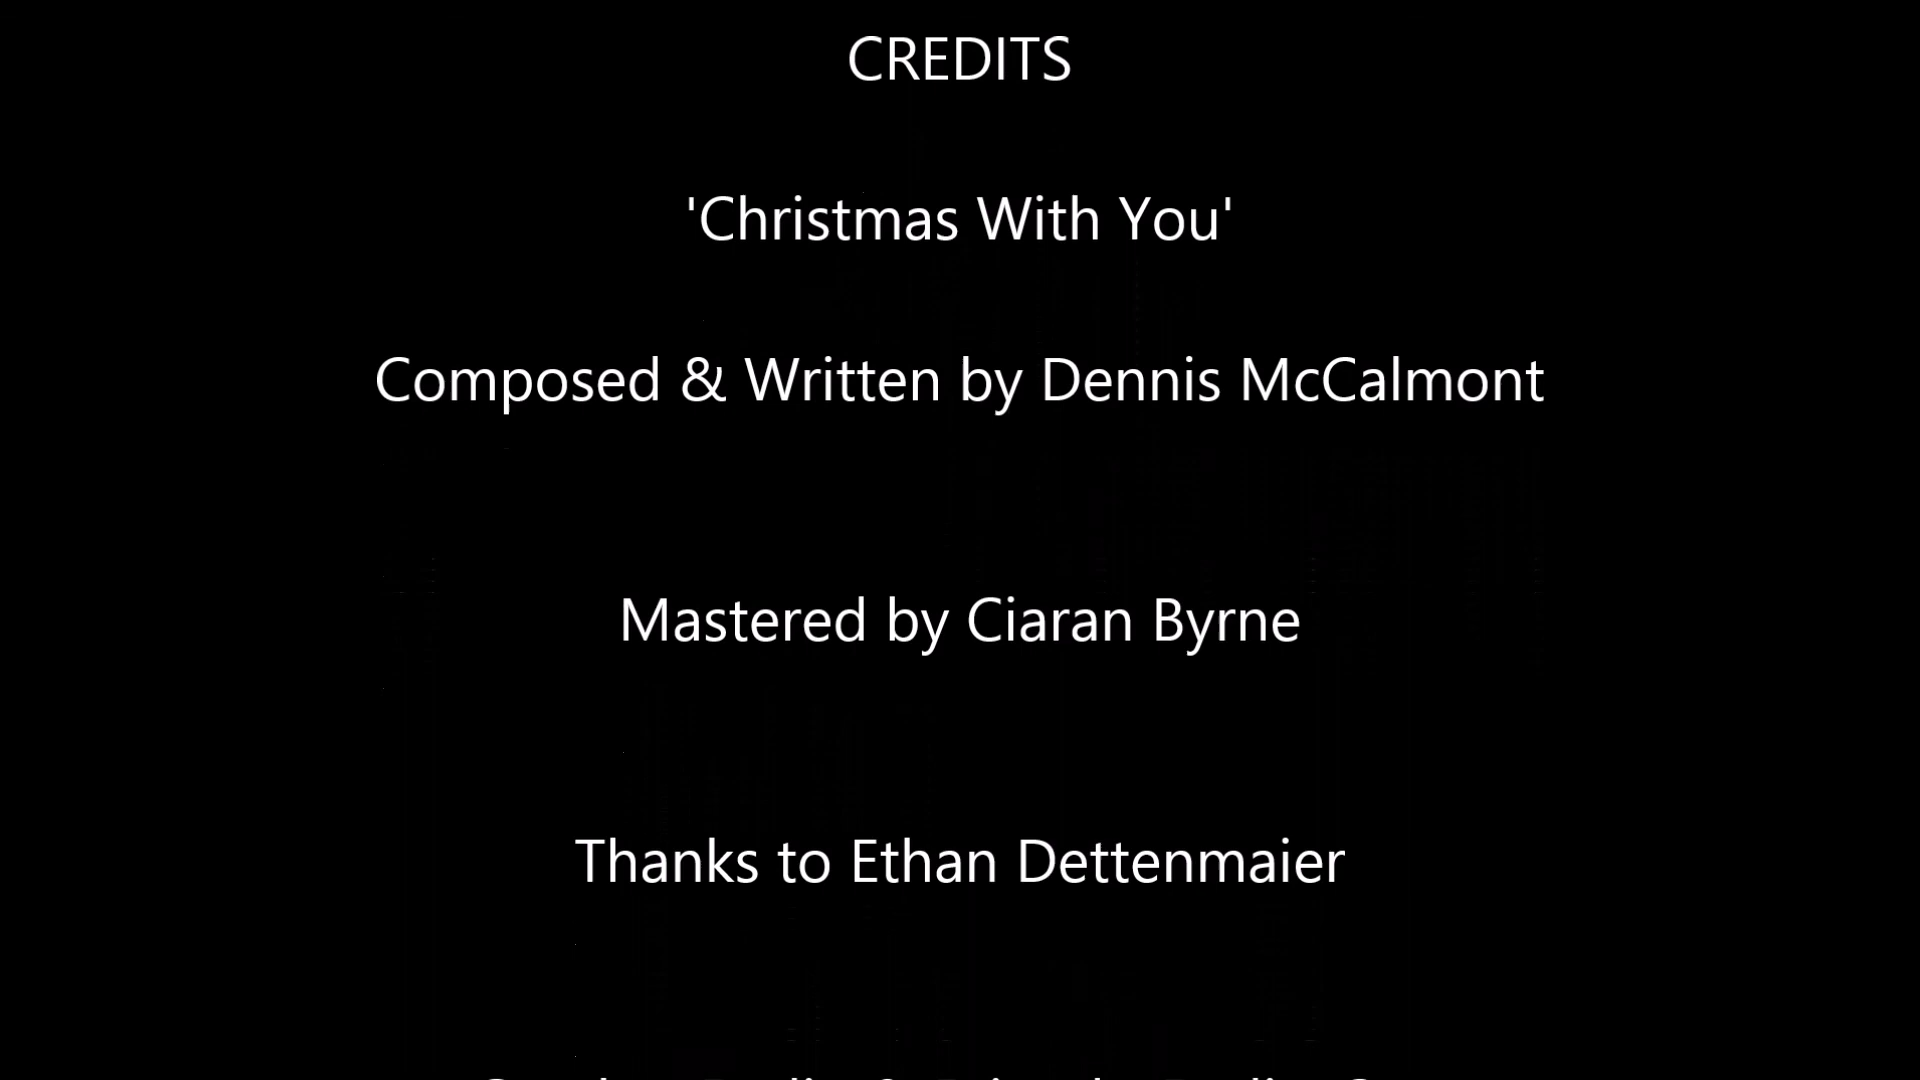 CREDITS
'Christmas With You'
Composed & Written by Dennis McCalmont
Mastered by Ciaran Byrne
Thanks to Ethan Dettenmaier